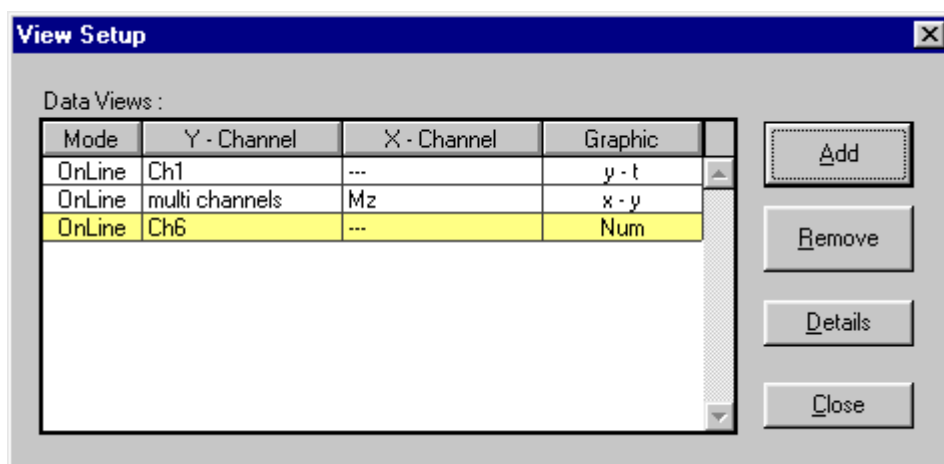 View Setup
Data Views :
Mode Y - Channel X - Channel Graphic
OnLine Ch1 --- y - t
OnLine multi channels Mz x - y
OnLine Ch6 --- Num
Add
Remove
Details
Close